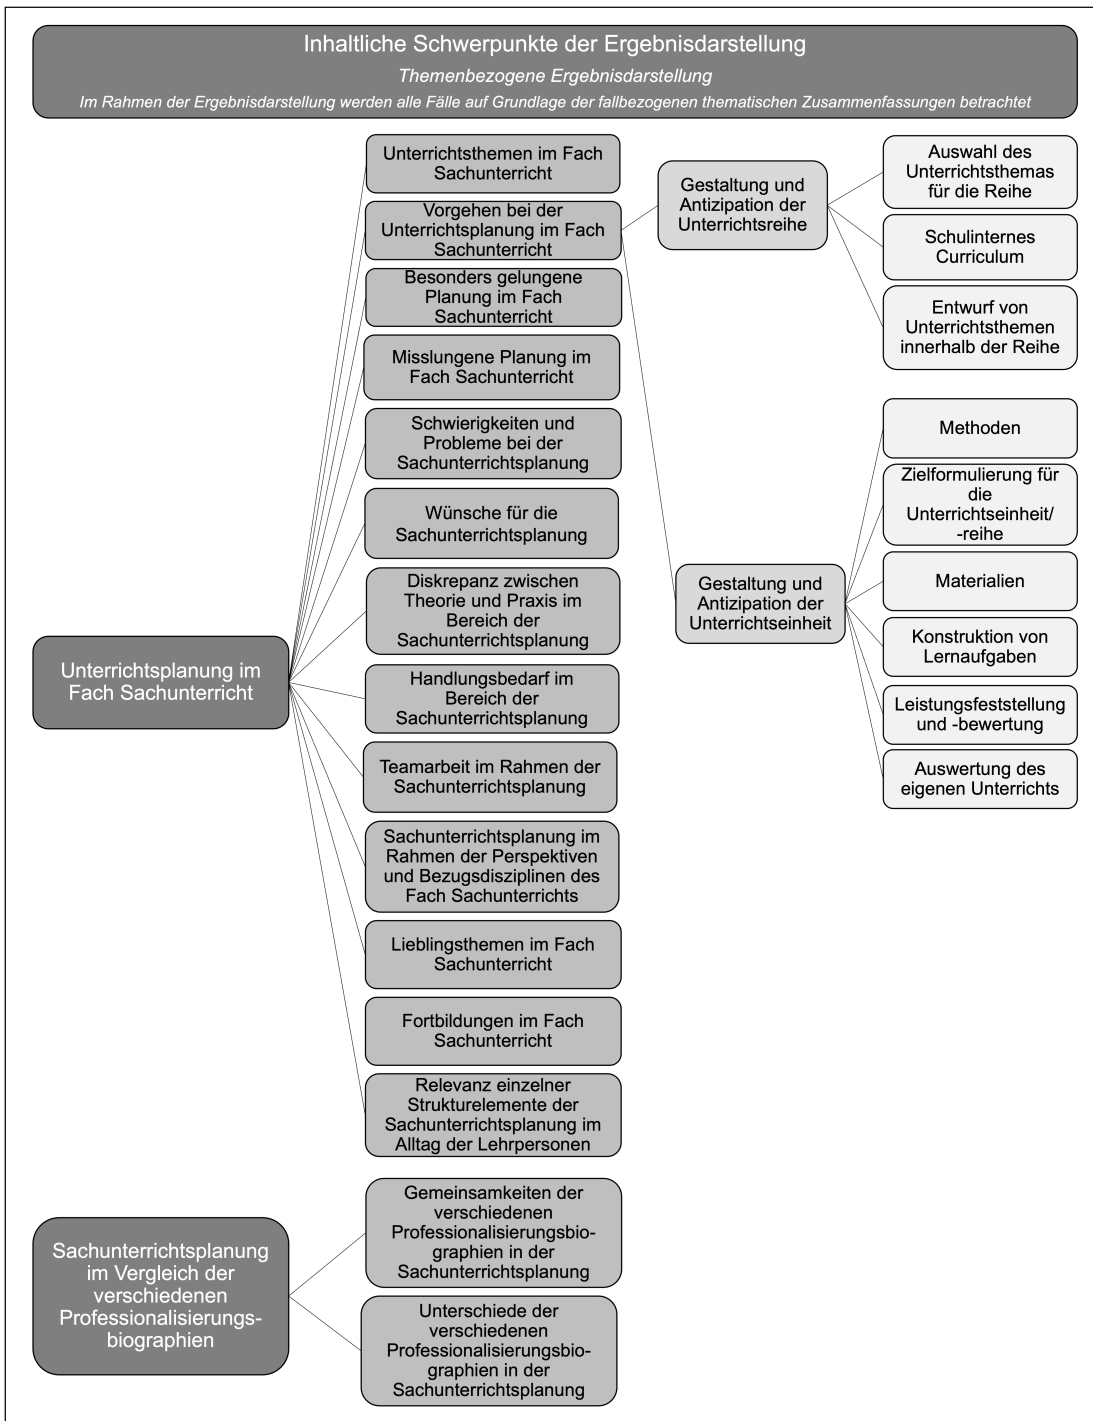 Inhaltliche Schwerpunkte der Ergebnisdarstellung
Themenbezogene Ergebnisdarstellung
Im Rahmen der Ergebnisdarstellung werden alle Fälle auf Grundlage der fallbezogenen thematischen Zusammenfassungen betrachtet
Unterrichtsplanung im
Fach Sachunterricht
Unterrichtsthemen im Fach
Sachunterricht
Vorgehen bei der
Unterrichtsplanung im Fach
Sachunterricht
Besonders gelungene
Planung im Fach
Sachunterricht
Misslungene Planung im
Fach Sachunterricht
Schwierigkeiten und
Probleme bei der
Sachunterrichtsplanung
Wünsche für die
Sachunterrichtsplanung
Diskrepanz zwischen
Theorie und Praxis im
Bereich der
Sachunterrichtsplanung
Handlungsbedarf im
Bereich der
Sachunterrichtsplanung
Teamarbeit im Rahmen der
Sachunterrichtsplanung
Sachunterrichtsplanung im
Rahmen der Perspektiven
und Bezugsdisziplinen des
Fach Sachunterrichts
Lieblingsthemen im Fach
Sachunterricht
Fortbildungen im Fach
Sachunterricht
Relevanz einzelner
Strukturelemente der
Sachunterrichtsplanung im
Alltag der Lehrpersonen
Gestaltung und
Antizipation der
Unterrichtsreihe
Auswahl des
Unterrichtsthemas
für die Reihe
Schulinternes
Curriculum
Entwurf von
Unterrichtsthemen
innerhalb der Reihe
Gestaltung und
Antizipation der
Unterrichtseinheit
Methoden
Zielformulierung für
die
Unterrichtseinheit/
-reihe
Materialien
Konstruktion von
Lernaufgaben
Leistungsfeststellung
und -bewertung
Auswertung des
eigenen Unterrichts
Sachunterrichtsplanung
im Vergleich der
verschiedenen
Professionalisierungs-
biographien
Gemeinsamkeiten der
verschiedenen
Professionalisierungsbio-
graphien in der
Sachunterrichtsplanung
Unterschiede der
verschiedenen
Professionalisierungsbio-
graphien in der
Sachunterrichtsplanung